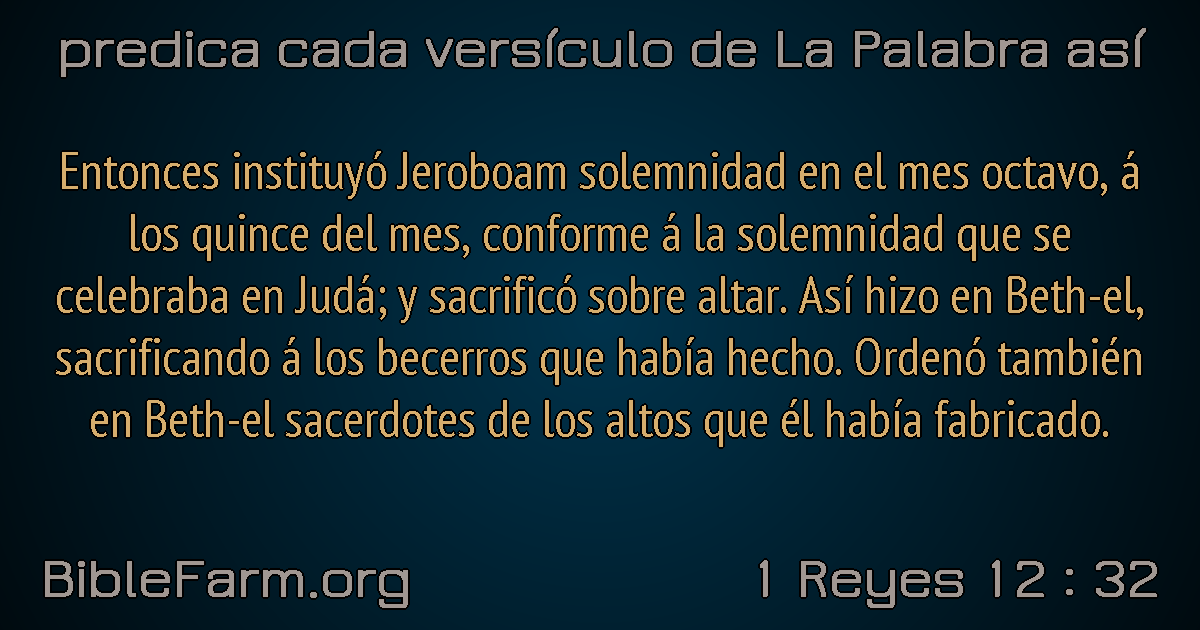 predica cada versículo de La Palabra así
Entonces instituyó Jeroboam solemnidad en el mes octavo, á
los quince del mes, conforme á la solemnidad que se
celebraba en Judá; y sacrificó sobre altar. Así hizo en Beth-el,
sacrificando á los becerros que había hecho. Ordenó también
en Beth-el sacerdotes de los altos que él había fabricado.
BibleFarm.org
1 Reyes 12 : 32